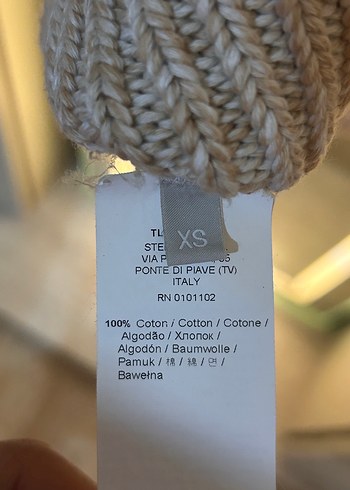 XS
TL
STE
VIA P
PONTE DI PIAVE (TV)
ITALY
RN 0101102
100% Coton / Cotton / Cotone /
Algodão / Хлопок /
Algodón / Baumwolle /
Pamuk / 棉 / 綿 / 면 /
Bawełna